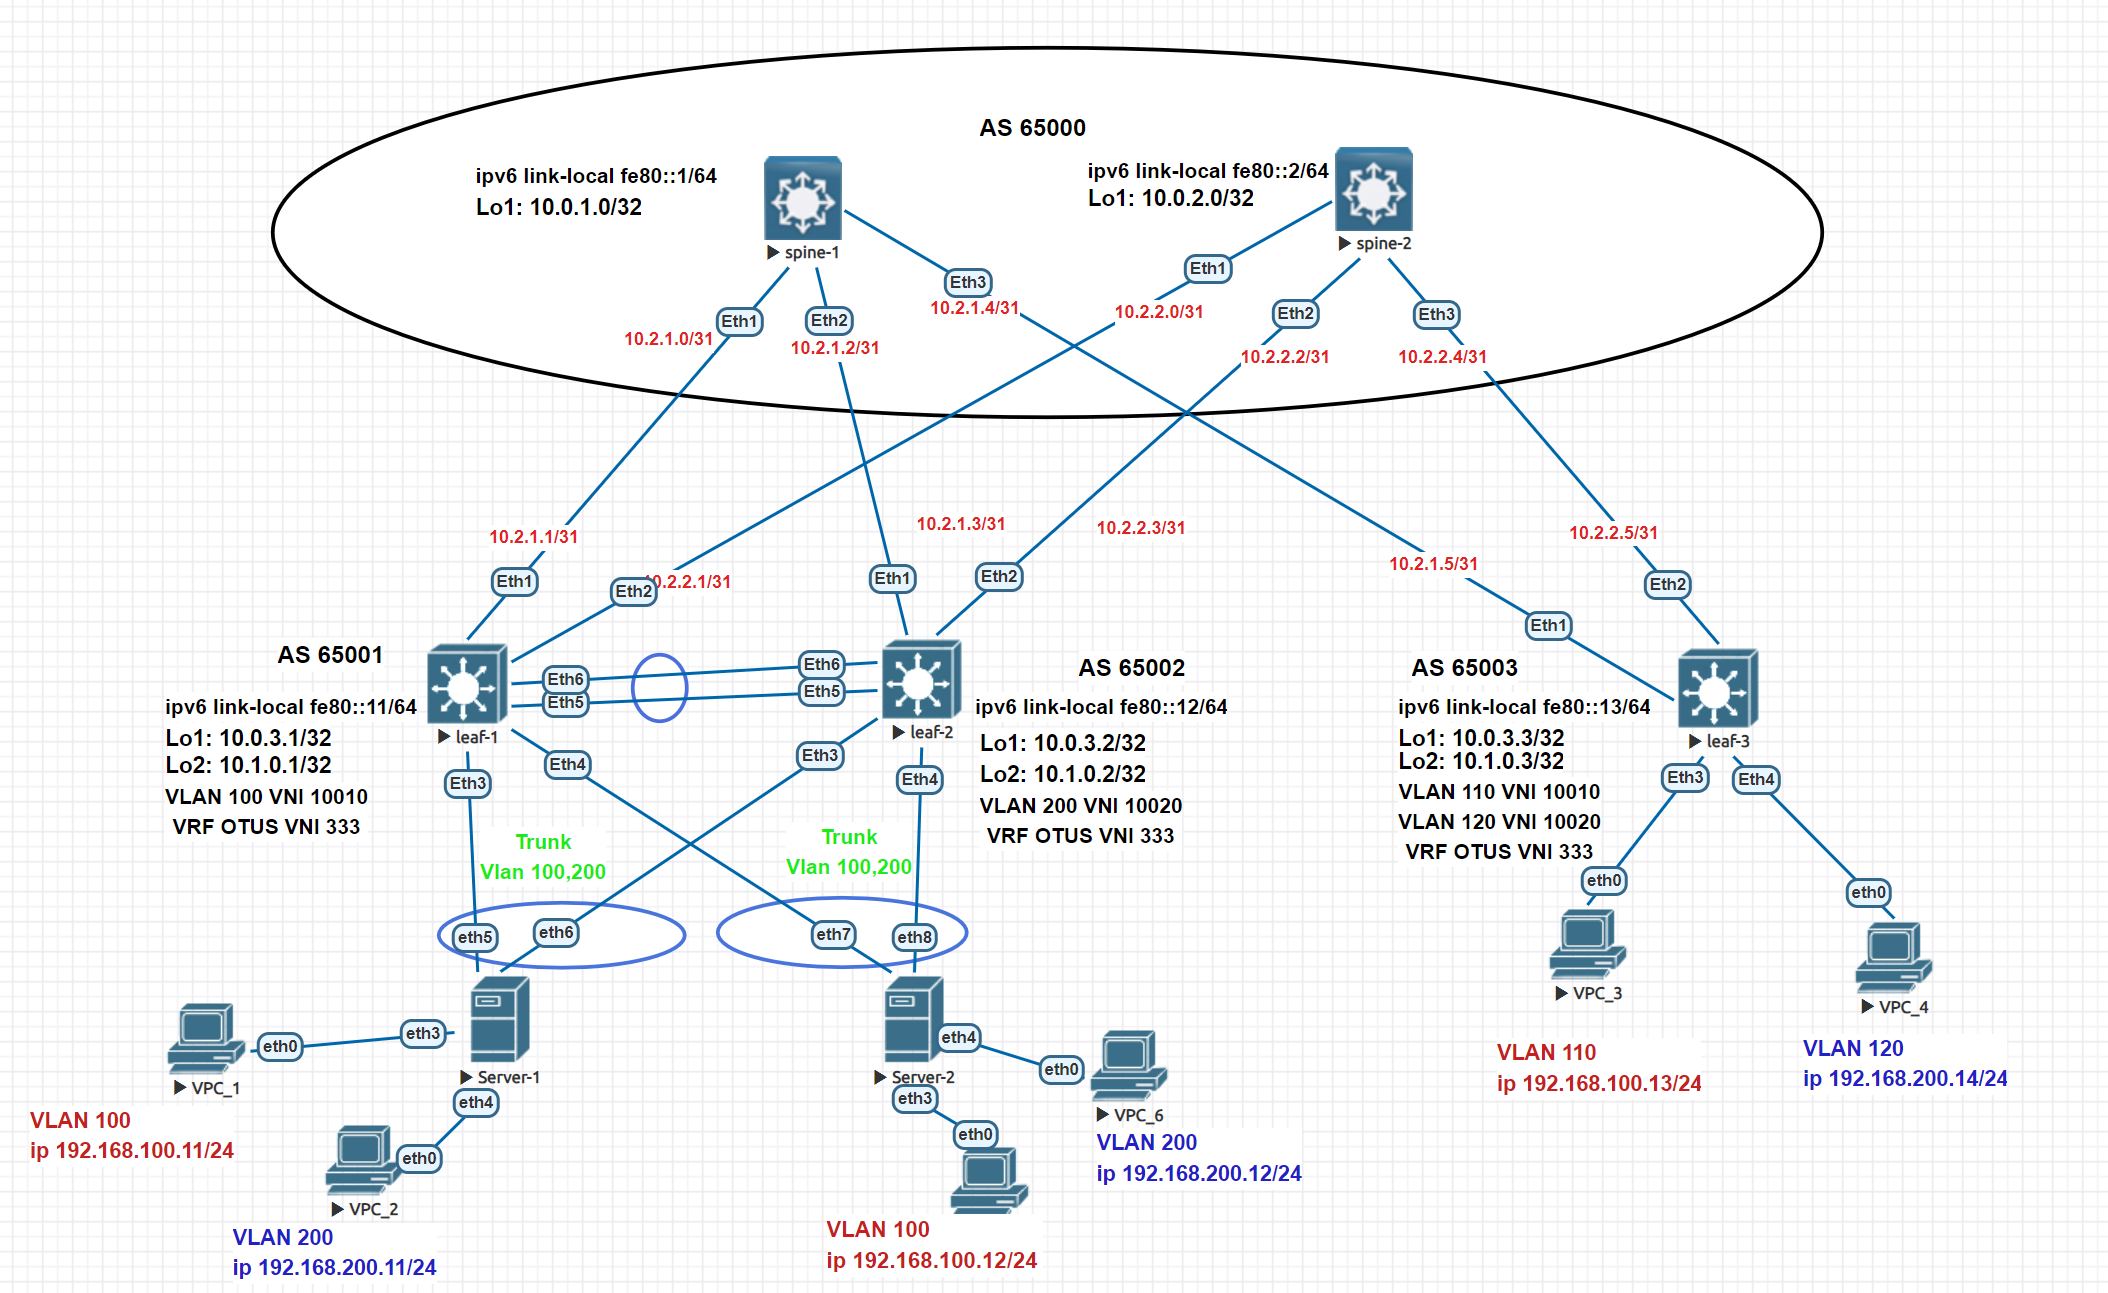 AS 65000
ipv6 link-local fe80::1/64
Lo1: 10.0.1.0/32
spine-1
ipv6 link-local fe80::2/64
Lo1: 10.0.2.0/32
spine-2
Eth1
10.2.1.0/31
Eth2
10.2.1.2/31
Eth3
10.2.1.4/31
Eth1
10.2.2.0/31
Eth2
10.2.2.2/31
Eth3
10.2.2.4/31
10.2.1.1/31
Eth1
Eth2
10.2.2.1/31
10.2.1.3/31
Eth1
10.2.2.3/31
Eth2
10.2.1.5/31
Eth1
10.2.2.5/31
Eth2
AS 65001
ipv6 link-local fe80::11/64
Lo1: 10.0.3.1/32
Lo2: 10.1.0.1/32
VLAN 100 VNI 10010
VRF OTUS VNI 333
leaf-1
Eth6
Eth5
Eth4
Eth3
Eth6
Eth5
Eth3
Eth4
leaf-2
AS 65002
ipv6 link-local fe80::12/64
Lo1: 10.0.3.2/32
Lo2: 10.1.0.2/32
VLAN 200 VNI 10020
VRF OTUS VNI 333
AS 65003
ipv6 link-local fe80::13/64
Lo1: 10.0.3.3/32
Lo2: 10.1.0.3/32
VLAN 110 VNI 10010
VLAN 120 VNI 10020
VRF OTUS VNI 333
leaf-3
Eth3
Eth4
Trunk
Vlan 100,200
Trunk
Vlan 100,200
eth5
eth6
eth7
eth8
eth0
eth0
VPC_3
VPC_4
VLAN 110
ip 192.168.100.13/24
VLAN 120
ip 192.168.200.14/24
eth0
eth3
Server-1
eth4
VPC_1
VLAN 100
ip 192.168.100.11/24
eth0
VPC_2
VLAN 200
ip 192.168.200.11/24
Server-2
eth4
eth0
VPC_6
VLAN 200
ip 192.168.200.12/24
eth3
eth0
VLAN 100
ip 192.168.100.12/24